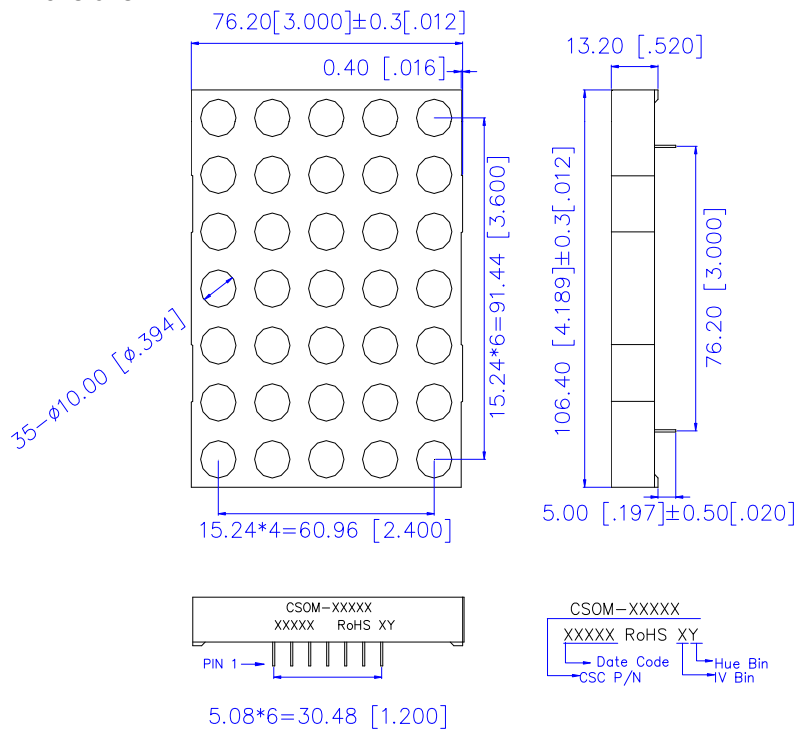 76.20[3.000]±0.3[.012]
13.20 [.520]
0.40 [.016]
15.24*6=91.44 [3.600]
106.40 [4.189]±0.3[.012]
76.20 [3.000]
35-ø10.00 [ø.394]
15.24*4=60.96 [2.400]
5.00 [.197]±0.50[.020]
CSOM-XXXXX
XXXXX RoHS XY
PIN 1
5.08*6=30.48 [1.200]
CSOM-XXXXX
XXXXX RoHS XY
Date Code
Hue Bin
CSC P/N
IV Bin